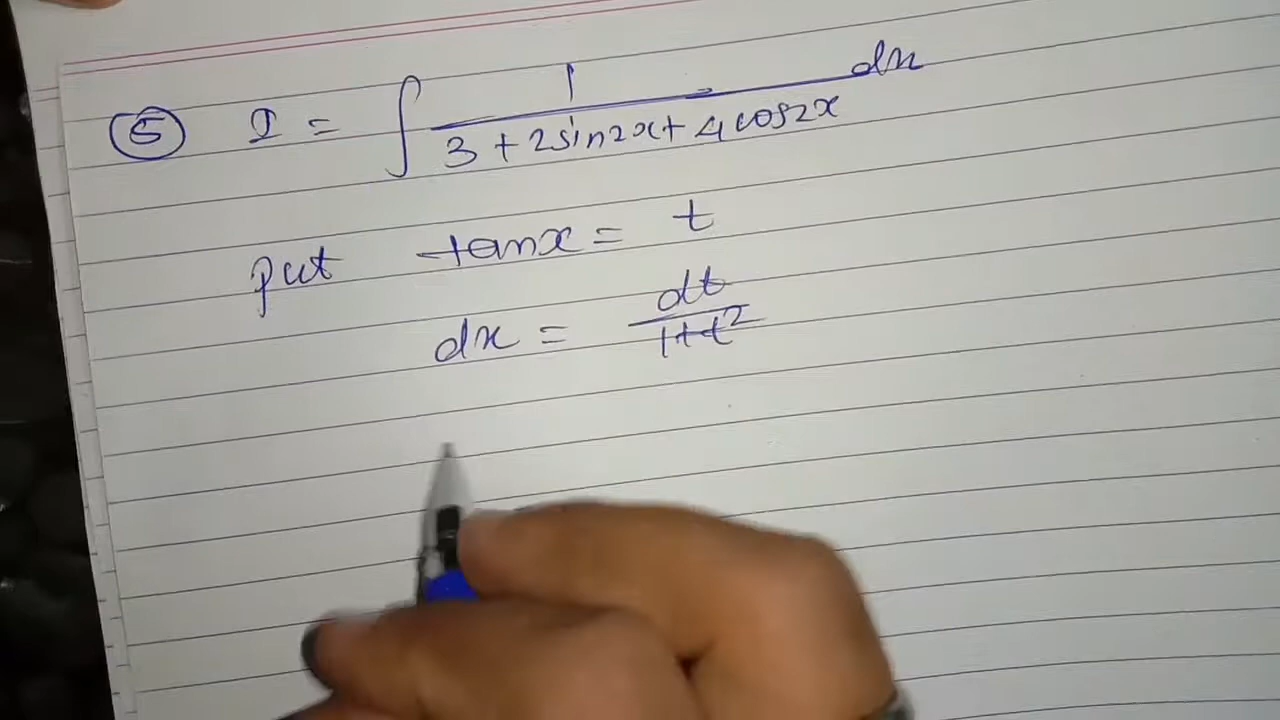 ⑤ I = ∫ 1 / (3 + 2sin2x + 4cos2x) dx
put tanx = t
dx = dt / (1+t²)